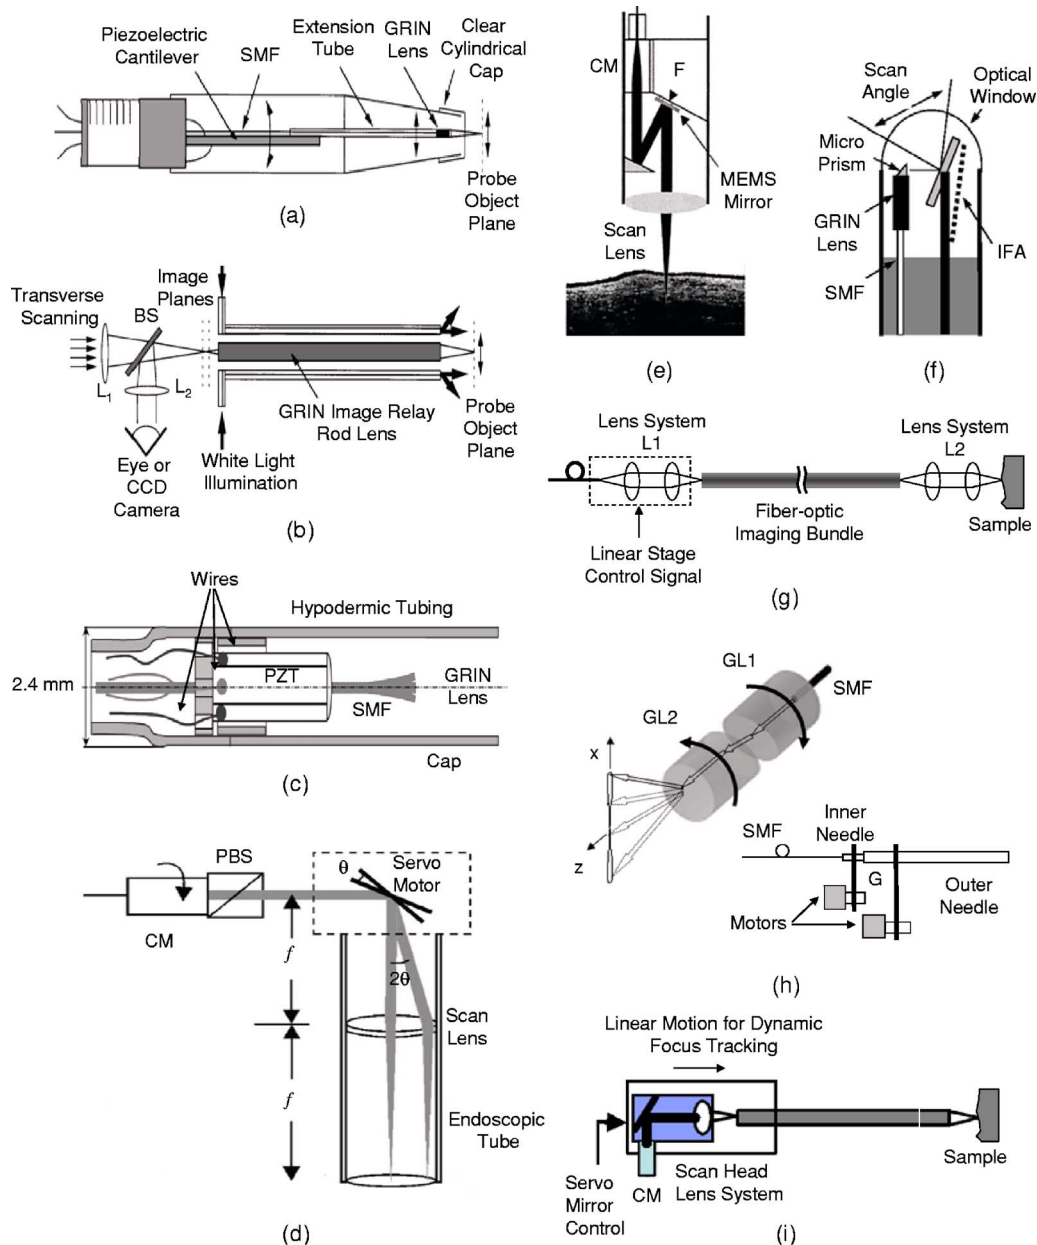 Piezoelectric
Cantilever
SMF
Extension
Tube
GRIN
Lens
Clear
Cylindrical
Cap
Probe
Object
Plane
(a)
Transverse
Scanning
BS
Image
Planes
L1
L2
GRIN Image Relay
Rod Lens
Probe
Object
Plane
Eye or
CCD
Camera
White Light
Illumination
(b)
Wires
Hypodermic Tubing
2.4 mm
PZT
SMF
GRIN
Lens
Cap
(c)
PBS
θ
Servo
Motor
CM
f
2θ
Scan
Lens
f
Endoscopic
Tube
(d)
CM
F
MEMS
Mirror
Scan
Lens
(e)
Scan
Angle
Optical
Window
Micro
Prism
GRIN
Lens
SMF
IFA
(f)
Lens System
L1
Lens System
L2
Fiber-optic
Imaging Bundle
Sample
Linear Stage
Control Signal
(g)
GL1
SMF
GL2
x
z
SMF
Inner
Needle
G
Outer
Needle
Motors
(h)
Linear Motion for Dynamic
Focus Tracking
Servo
Mirror
Control
CM
Scan Head
Lens System
Sample
(i)